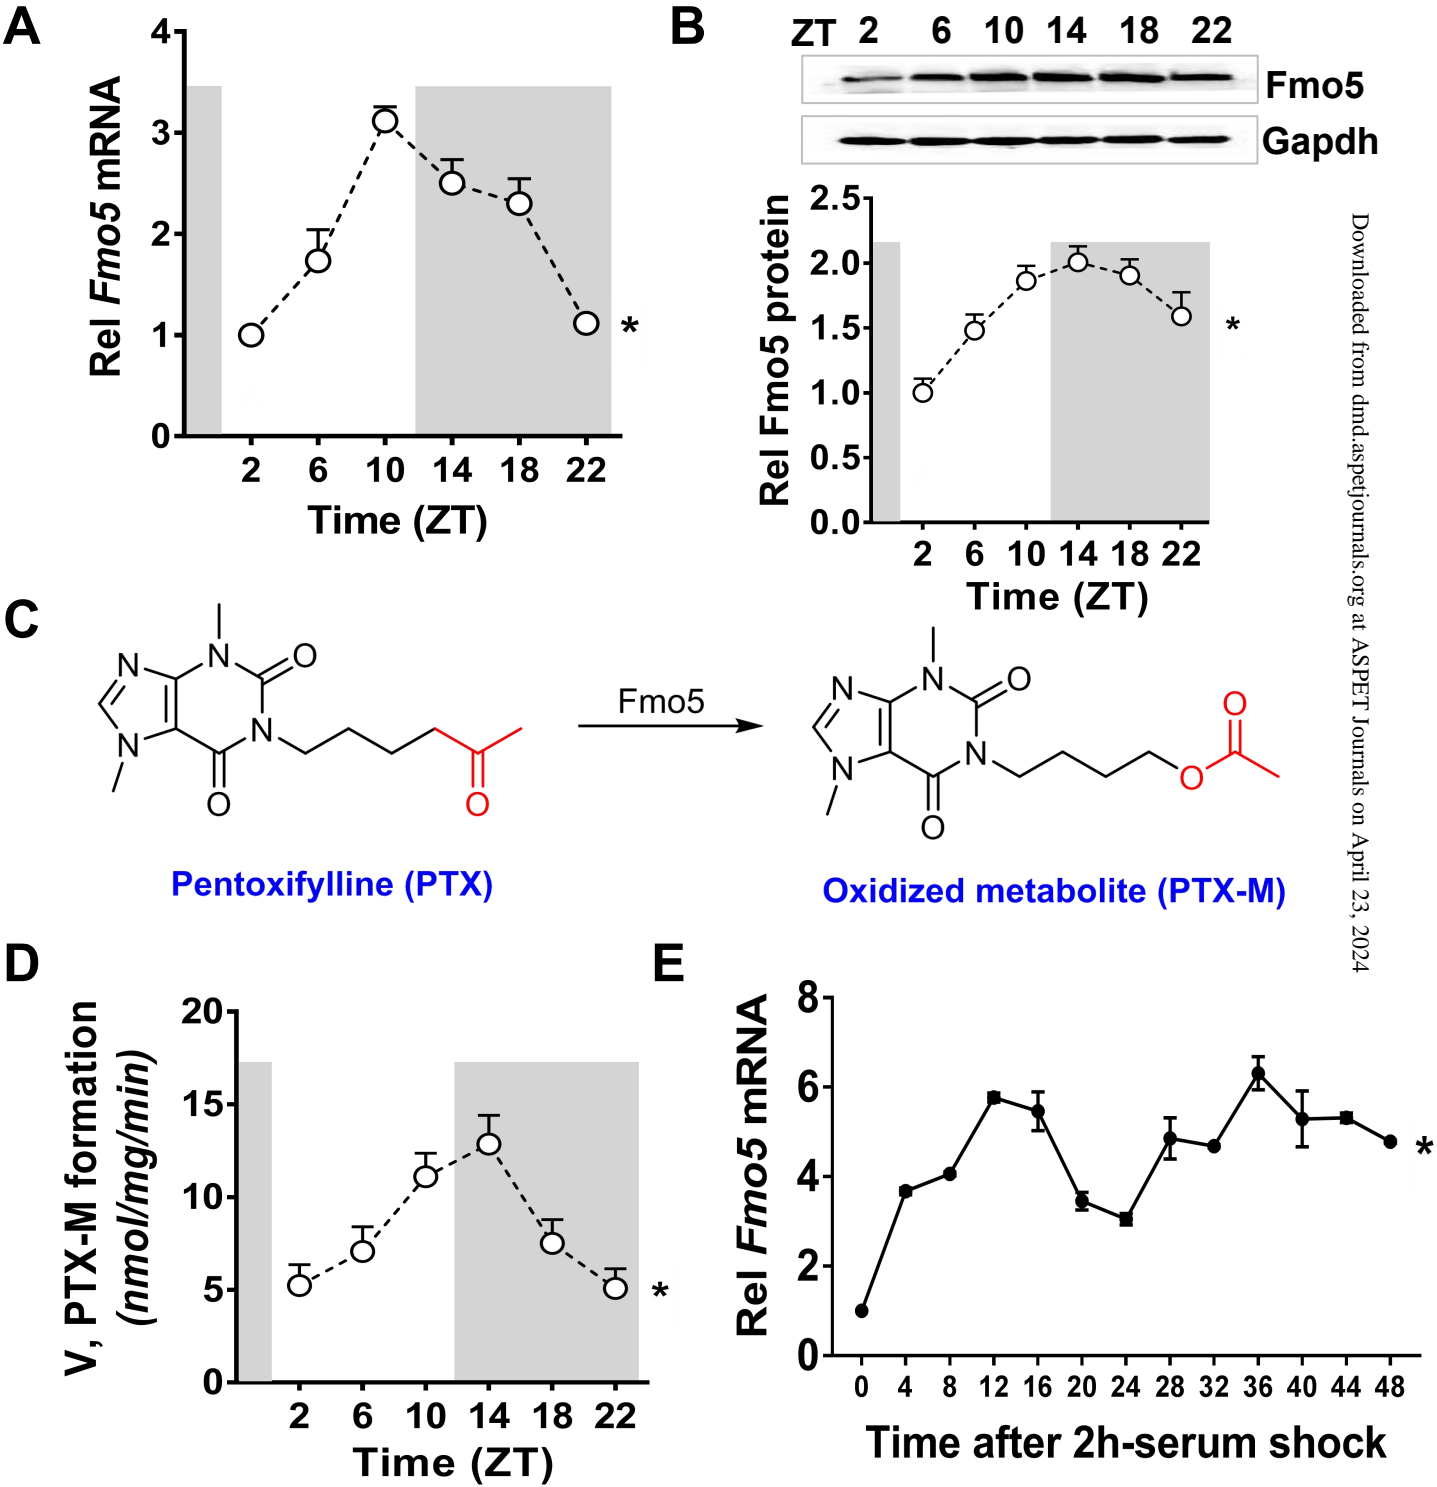 A
4
3
2
1
0
Rel Fmo5 mRNA
2 6 10 14 18 22
*
Time (ZT)
B
ZT 2 6 10 14 18 22
Fmo5
Gapdh
2.5
2.0
1.5
1.0
0.5
0.0
Rel Fmo5 protein
2 6 10 14 18 22
*
Time (ZT)
Downloaded from dmd.aspetjournals.org at ASPET Journals on April 23, 2024
C
N
N
N
N
O
O
O
Fmo5
N
N
N
N
O
O
O
O
Pentoxifylline (PTX)
Oxidized metabolite (PTX-M)
D
20
15
10
5
0
V, PTX-M formation
(nmol/mg/min)
2 6 10 14 18 22
*
Time (ZT)
E
8
6
4
2
0
Rel Fmo5 mRNA
0 4 8 12 16 20 24 28 32 36 40 44 48
*
Time after 2h-serum shock